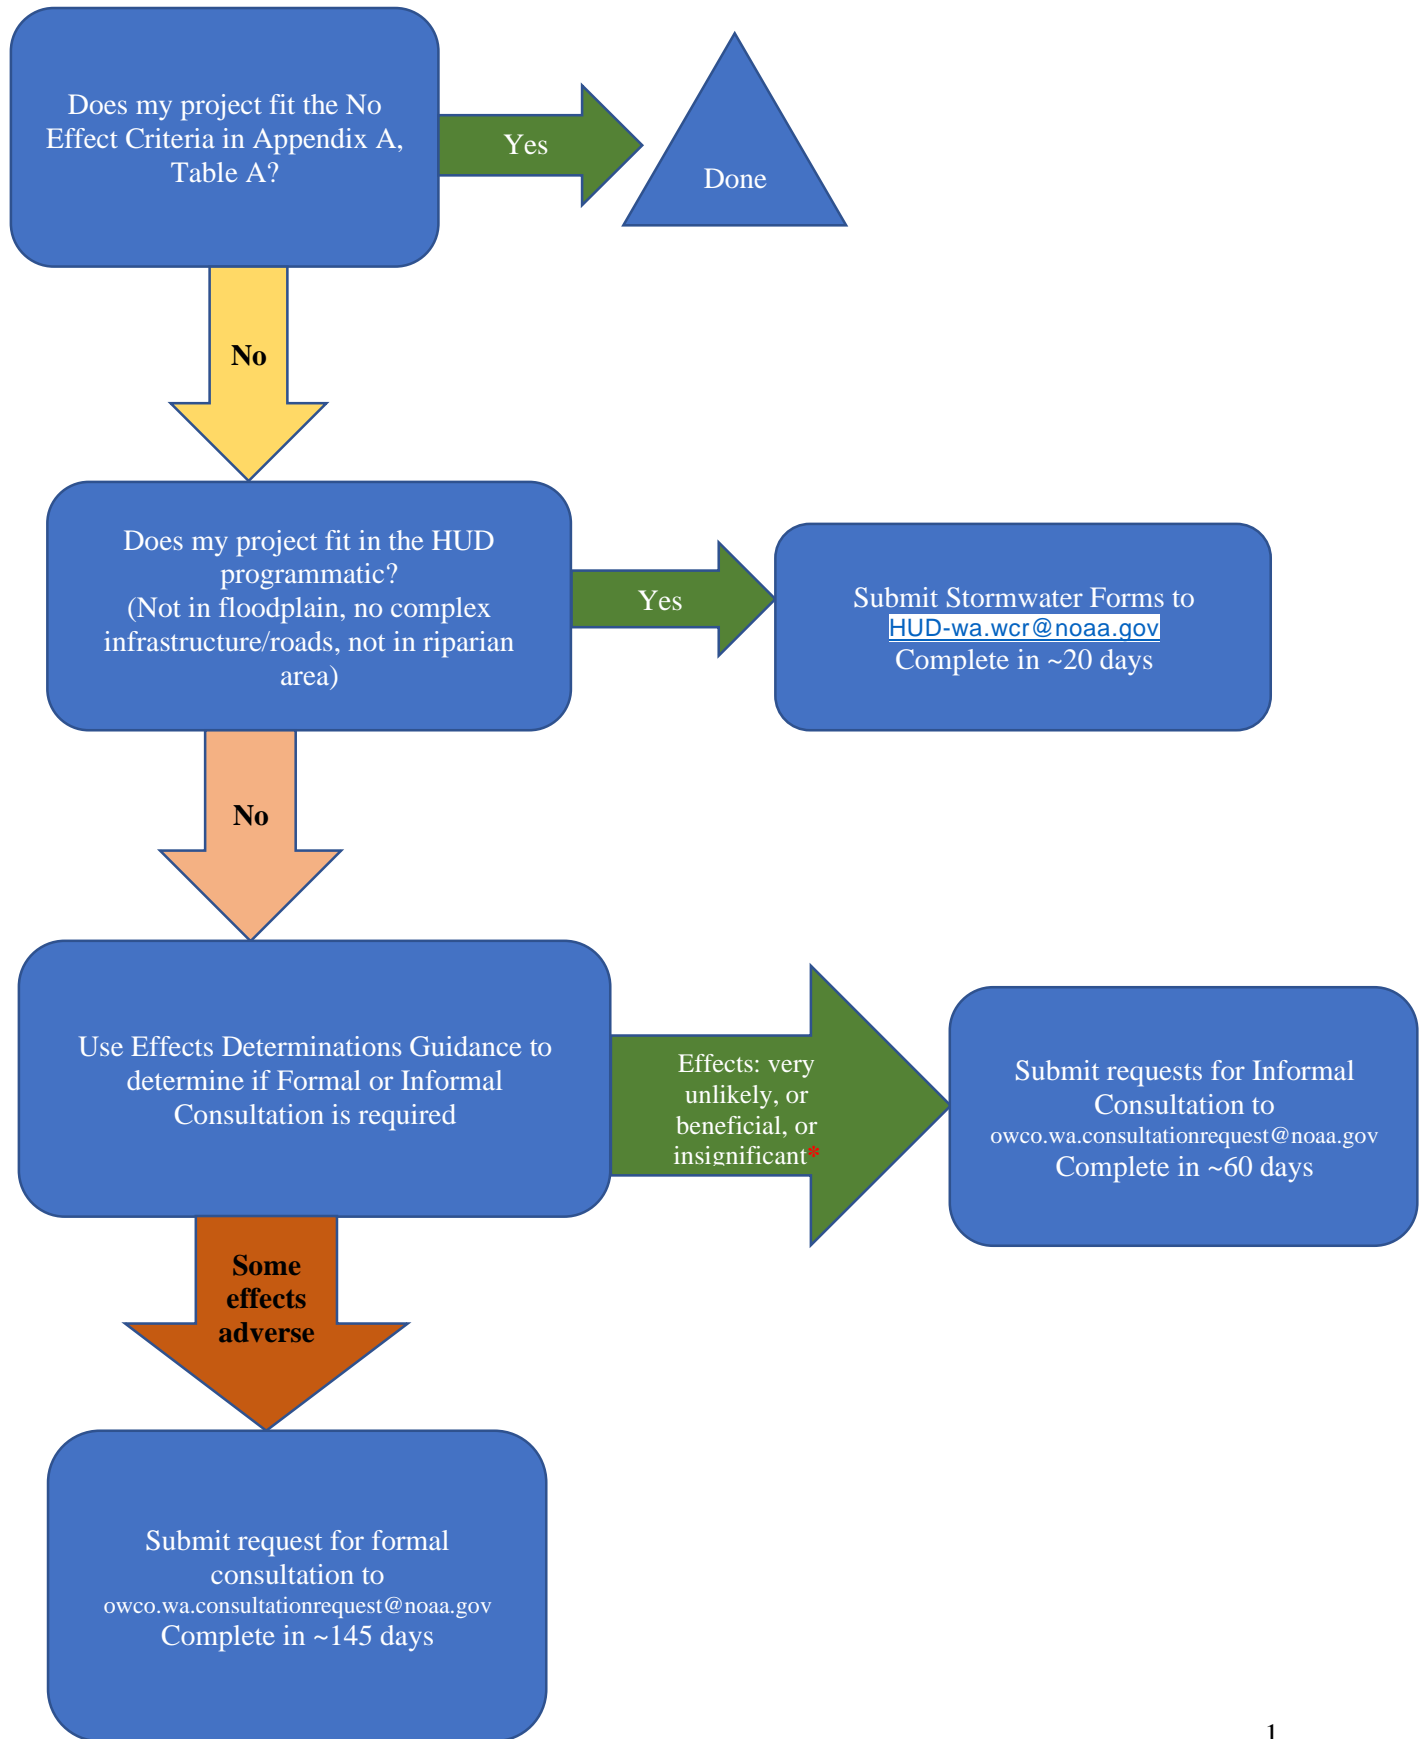 Does my project fit the No
Effect Criteria in Appendix A,
Table A?
Yes
Done
No
Does my project fit in the HUD
programmatic?
(Not in floodplain, no complex
infrastructure/roads, not in riparian
area)
Yes
Submit Stormwater Forms to
HUD-wa.wcr@noaa.gov
Complete in ~20 days
No
Use Effects Determinations Guidance to
determine if Formal or Informal
Consultation is required
Effects: very
unlikely, or
beneficial, or
insignificant*
Submit requests for Informal
Consultation to
owco.wa.consultationrequest@noaa.gov
Complete in ~60 days
Some
effects
adverse
Submit request for formal
consultation to
owco.wa.consultationrequest@noaa.gov
Complete in ~145 days
1